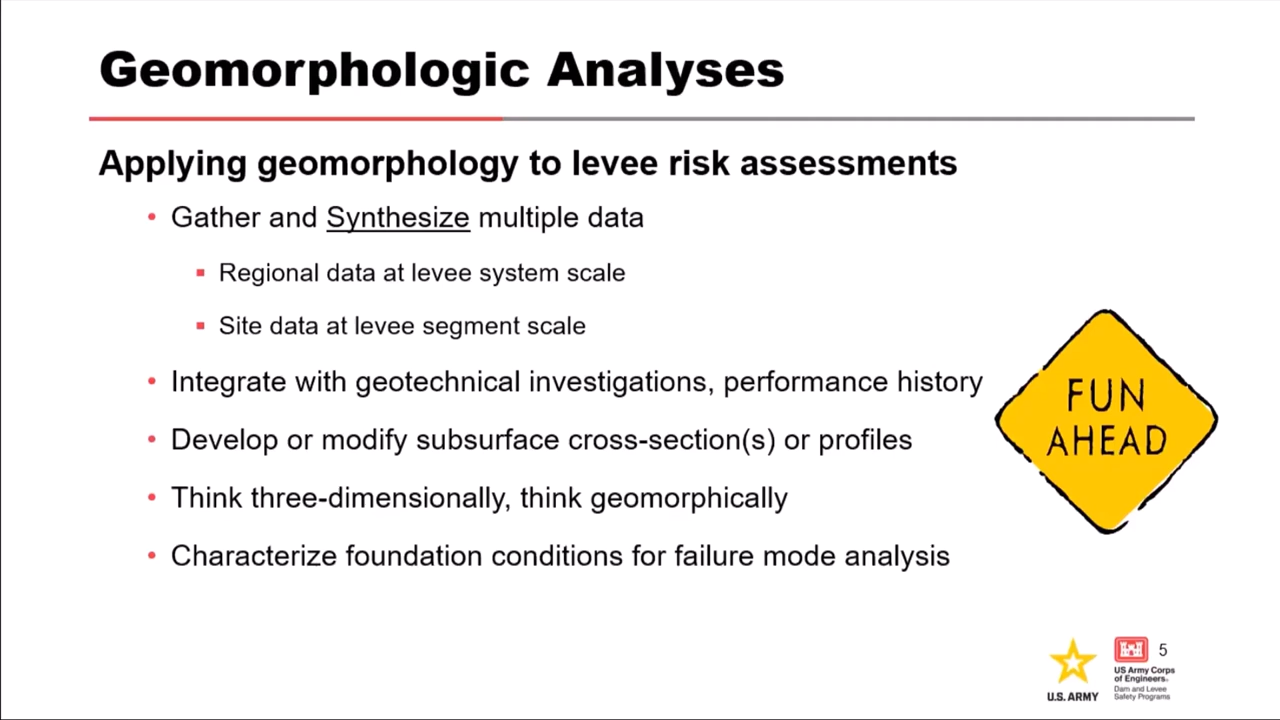 Geomorphologic Analyses
Applying geomorphology to levee risk assessments
• Gather and Synthesize multiple data
▪ Regional data at levee system scale
▪ Site data at levee segment scale
• Integrate with geotechnical investigations, performance history
• Develop or modify subsurface cross-section(s) or profiles
• Think three-dimensionally, think geomorphically
• Characterize foundation conditions for failure mode analysis
FUN
AHEAD
U.S. ARMY
5
US Army Corps
of Engineers.
Dam and Levee
Safety Programs